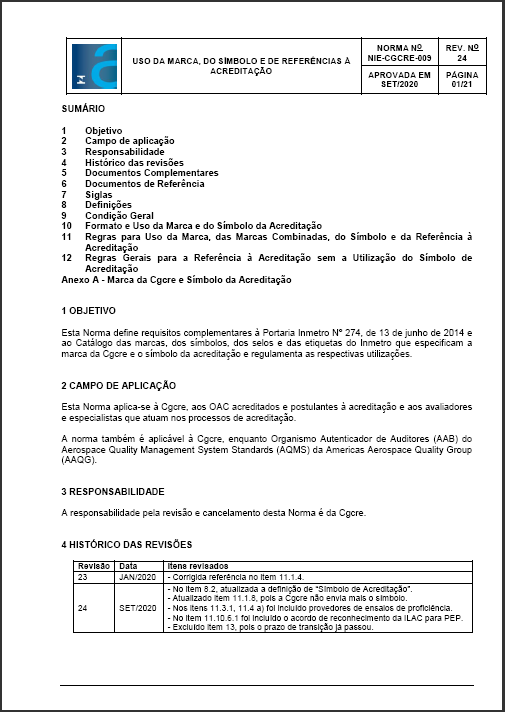 USO DA MARCA, DO SÍMBOLO E DE REFERÊNCIAS À
ACREDITAÇÃO
NORMA Nº
NIE-CGCRE-009
REV. Nº
24
APROVADA EM
SET/2020
PÁGINA
01/21
SUMÁRIO
1 Objetivo
2 Campo de aplicação
3 Responsabilidade
4 Histórico das revisões
5 Documentos Complementares
6 Documentos de Referência
7 Siglas
8 Definições
9 Condição Geral
10 Formato e Uso da Marca e do Símbolo da Acreditação
11 Regras para Uso da Marca, das Marcas Combinadas, do Símbolo e da Referência à
Acreditação
12 Regras Gerais para a Referência à Acreditação sem a Utilização do Símbolo de
Acreditação
Anexo A - Marca da Cgcre e Símbolo da Acreditação
1 OBJETIVO
Esta Norma define requisitos complementares à Portaria Inmetro Nº 274, de 13 de junho de 2014 e
ao Catálogo das marcas, dos símbolos, dos selos e das etiquetas do Inmetro que especificam a
marca da Cgcre e o símbolo da acreditação e regulamenta as respectivas utilizações.
2 CAMPO DE APLICAÇÃO
Esta Norma aplica-se à Cgcre, aos OAC acreditados e postulantes à acreditação e aos avaliadores
e especialistas que atuam nos processos de acreditação.
A norma também é aplicável à Cgcre, enquanto Organismo Autenticador de Auditores (AAB) do
Aerospace Quality Management System Standards (AQMS) da Americas Aerospace Quality Group
(AAQG).
3 RESPONSABILIDADE
A responsabilidade pela revisão e cancelamento desta Norma é da Cgcre.
4 HISTÓRICO DAS REVISÕES
Revisão Data Itens revisados
23 JAN/2020 - Corrigida referência no item 11.1.4.
24 SET/2020 - No item 8.2, atualizada a definição de "Símbolo de Acreditação".
- Atualizado item 11.1.8, pois a Cgcre não envia mais o símbolo.
- Nos itens 11.3.1, 11.4 a) foi incluído provedores de ensaios de proficiência.
- No item 11.10.6.1 foi incluído o acordo de reconhecimento da ILAC para PEP.
- Excluído item 13, pois o prazo de transição já passou.